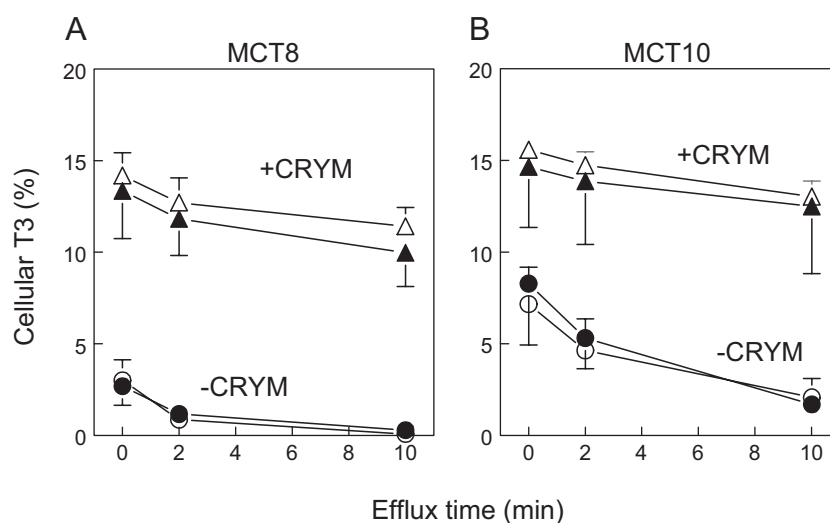 A
MCT8
B
MCT10
20
15
10
5
0
+CRYM
-CRYM
0 2 4 6 8 10
20
15
10
5
0
+CRYM
-CRYM
0 2 4 6 8 10
Cellular T3 (%)
Efflux time (min)